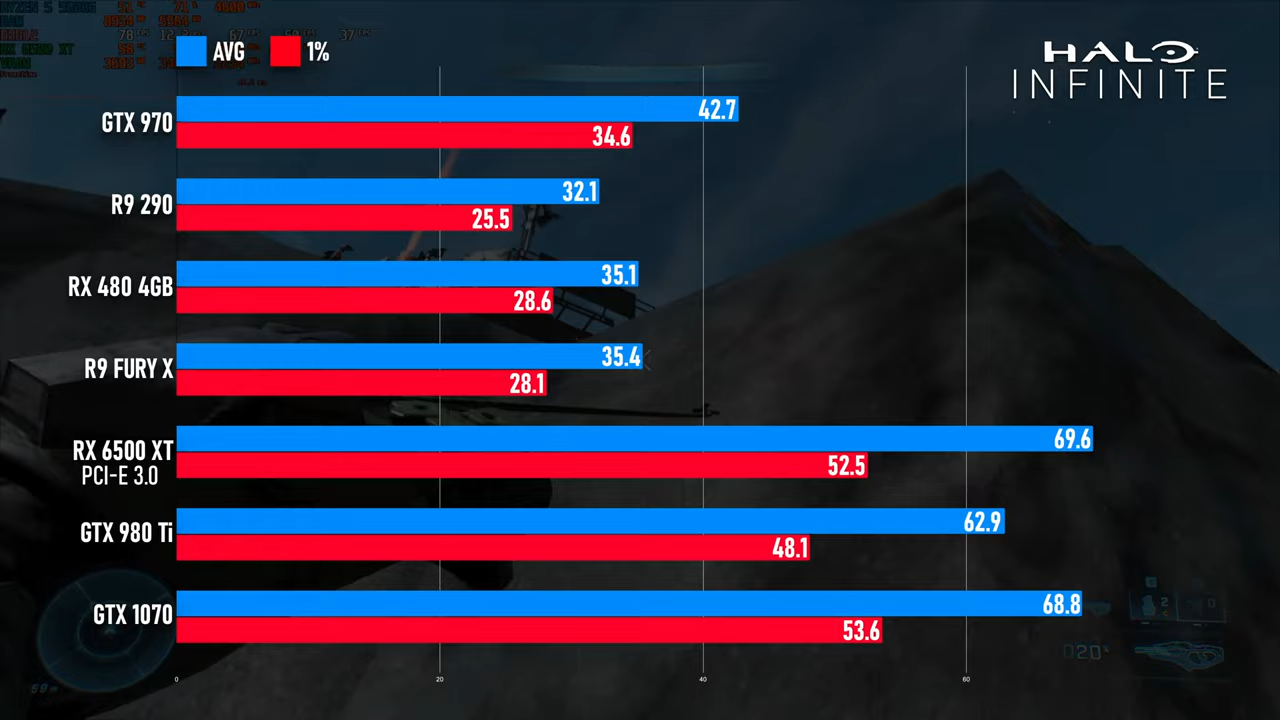 AVG 1%
HALO
INFINITE
GTX 970
42.7
34.6
R9 290
32.1
25.5
RX 480 4GB
35.1
28.6
R9 FURY X
35.4
28.1
RX 6500 XT
PCI-E 3.0
69.6
52.5
GTX 980 Ti
62.9
48.1
GTX 1070
68.8
53.6
0 20 40 60